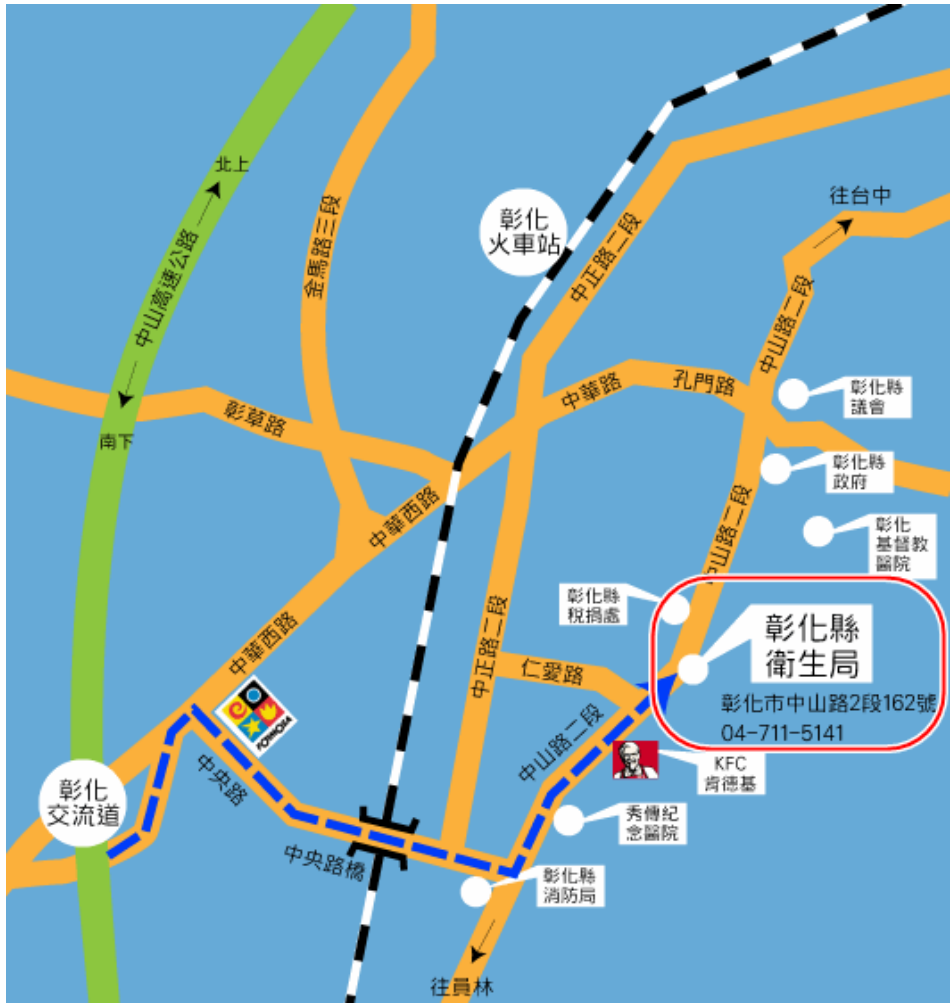 北上
往台中
金馬路三段
彰化
火車站
中正路二段
中山高速公路
中山路二段
中華路
孔門路
彰化縣
議會
彰草路
南下
彰化縣
政府
中華西路
中山路二段
彰化
基督教
醫院
彰化縣
稅捐處
中華西路
中正路二段
仁愛路
彰化縣
衛生局
彰化市中山路2段162號
04-711-5141
FORMOSA
中山路二段
KFC
肯德基
中央路
彰化
交流道
秀傳紀
念醫院
中央路橋
彰化縣
消防局
往員林